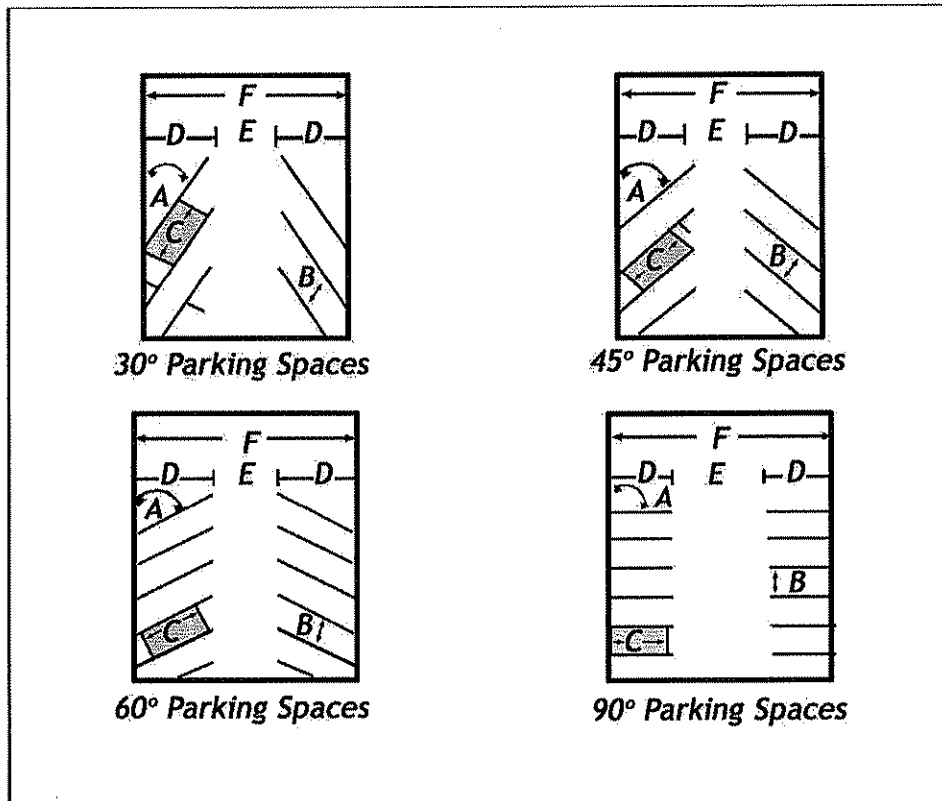 F
D E D
A
C
B
30° Parking Spaces
F
D E D
A
C
B
45° Parking Spaces
F
D E D
A
C
B
60° Parking Spaces
F
D E D
A
B
C
90° Parking Spaces